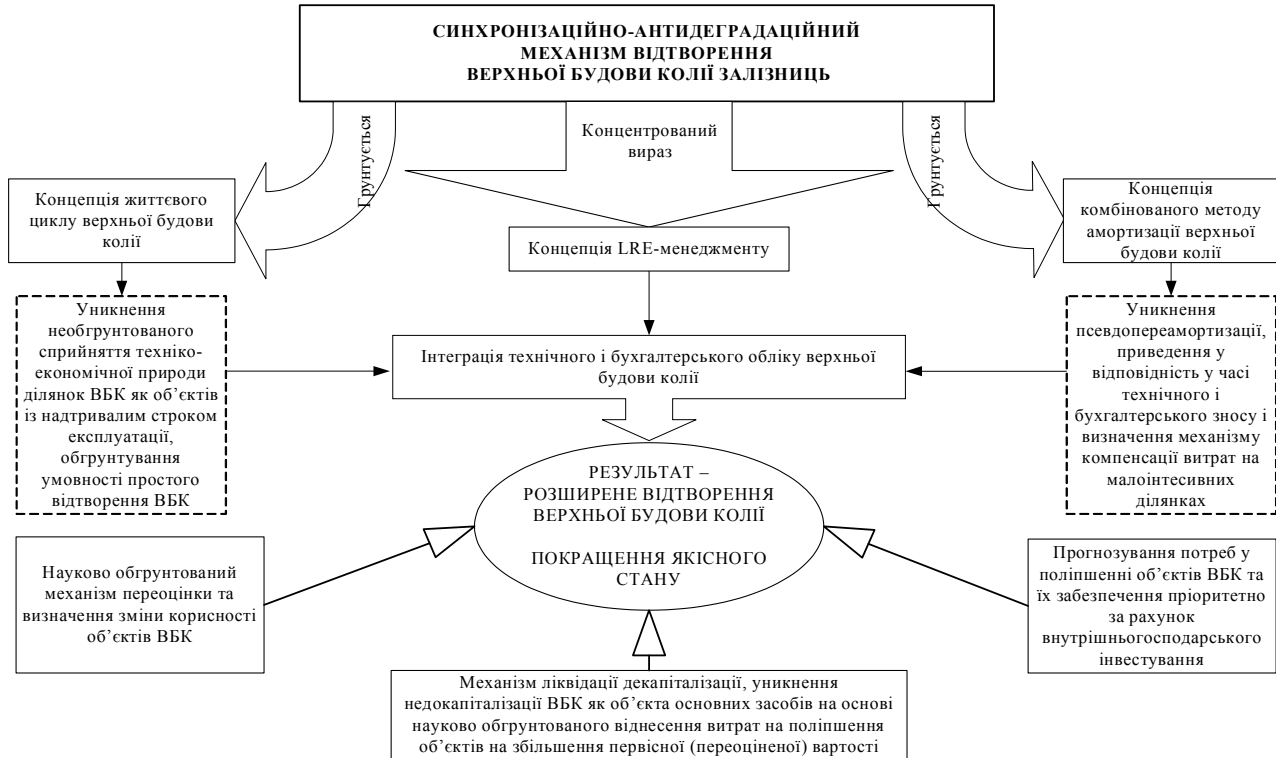 СИНХРОНІЗАЦІЙНО-АНТИДЕГРАДАЦІЙНИЙ
МЕХАНІЗМ ВІДТВОРЕННЯ
ВЕРХНЬОЇ БУДОВИ КОЛІЇ ЗАЛІЗНИЦЬ
Грунтується
Концентрований
вираз
Грунтується
Концепція життєвого
циклу верхньої будови
колії
Концепція LRE-менеджменту
Концепція
комбінованого методу
амортизації верхньої
будови колії
Уникнення
необгрунтованого
сприйняття техніко-
економічної природи
ділянок ВБК як об’єктів
із надтривалим строком
експлуатації,
обгрунтування
умовності простого
відтворення ВБК
Інтеграція технічного і бухгалтерського обліку верхньої
будови колії
Уникнення
псевдопереамортизації,
приведення у
відповідність у часі
технічного і
бухгалтерського зносу і
визначення механізму
компенсації витрат на
малоінтесивних
ділянках
РЕЗУЛЬТАТ –
РОЗШИРЕНЕ ВІДТВОРЕННЯ
ВЕРХНЬОЇ БУДОВИ КОЛІЇ
ПОКРАЩЕННЯ ЯКІСНОГО
СТАНУ
Науково обгрунтований
механізм переоцінки та
визначення зміни корисності
об’єктів ВБК
Прогнозування потреб у
поліпшенні об’єктів ВБК та
їх забезпечення пріоритетно
за рахунок
внутрішньогосподарського
інвестування
Механізм ліквідації декапіталізації, уникнення
недокапіталізації ВБК як об’єкта основних засобів на основі
науково обгрунтованого віднесення витрат на поліпшення
об’єктів на збільшення первісної (переоціненої) вартості